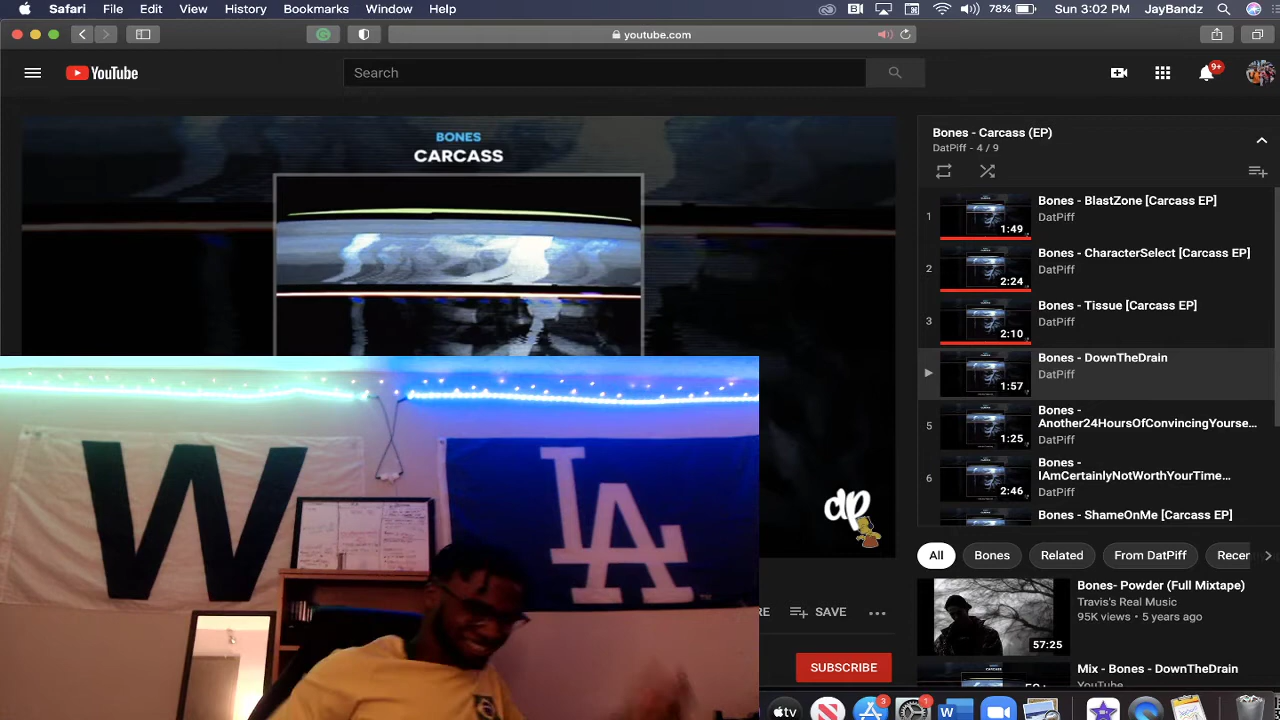 Safari File Edit View History Bookmarks Window Help 78% Sun 3:02 PM JayBandz
youtube.com
YouTube
Search
9+
BONES
CARCASS
dp
W
LA
RE SAVE
SUBSCRIBE
Bones - Carcass (EP)
DatPiff - 4 / 9
1
Bones - BlastZone [Carcass EP]
DatPiff
1:49
2
Bones - CharacterSelect [Carcass EP]
DatPiff
2:24
3
Bones - Tissue [Carcass EP]
DatPiff
2:10
Bones - DownTheDrain
DatPiff
1:57
5
Bones -
Another24HoursOfConvincingYourse...
DatPiff
1:25
6
Bones -
IAmCertainlyNotWorthYourTime...
DatPiff
2:46
Bones - ShameOnMe [Carcass EP]
All Bones Related From DatPiff Recer
Bones- Powder (Full Mixtape)
Travis's Real Music
95K views • 5 years ago
57:25
Mix - Bones - DownTheDrain
YouTube
tv 3 1 W